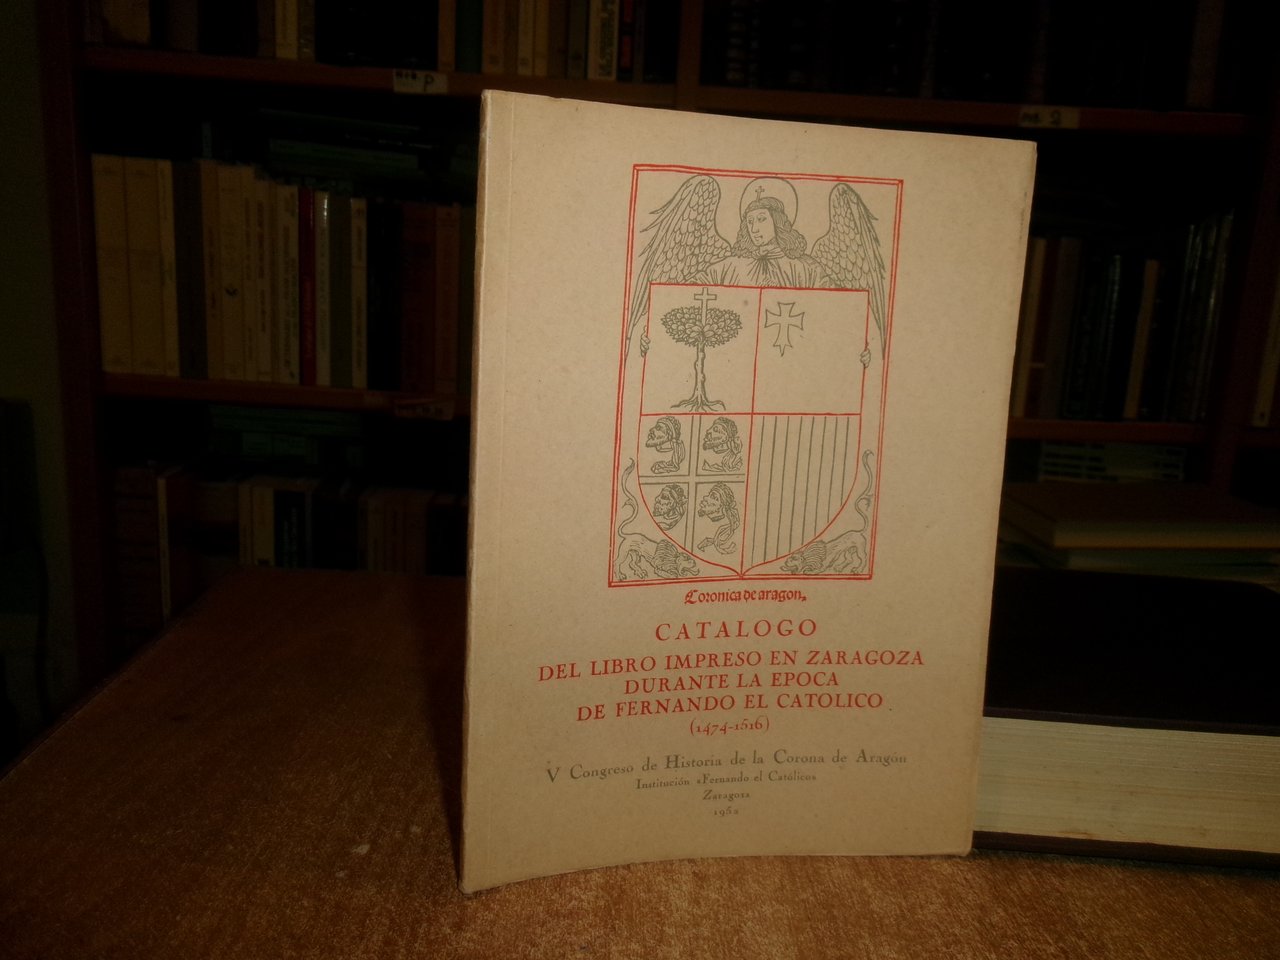 Coronica de aragon.
CATALOGO
DEL LIBRO IMPRESO EN ZARAGOZA
DURANTE LA EPOCA
DE FERNANDO EL CATOLICO
(1474-1516)
V Congreso de Historia de la Corona de Aragón
Institución «Fernando el Católico»
Zaragoza
1952